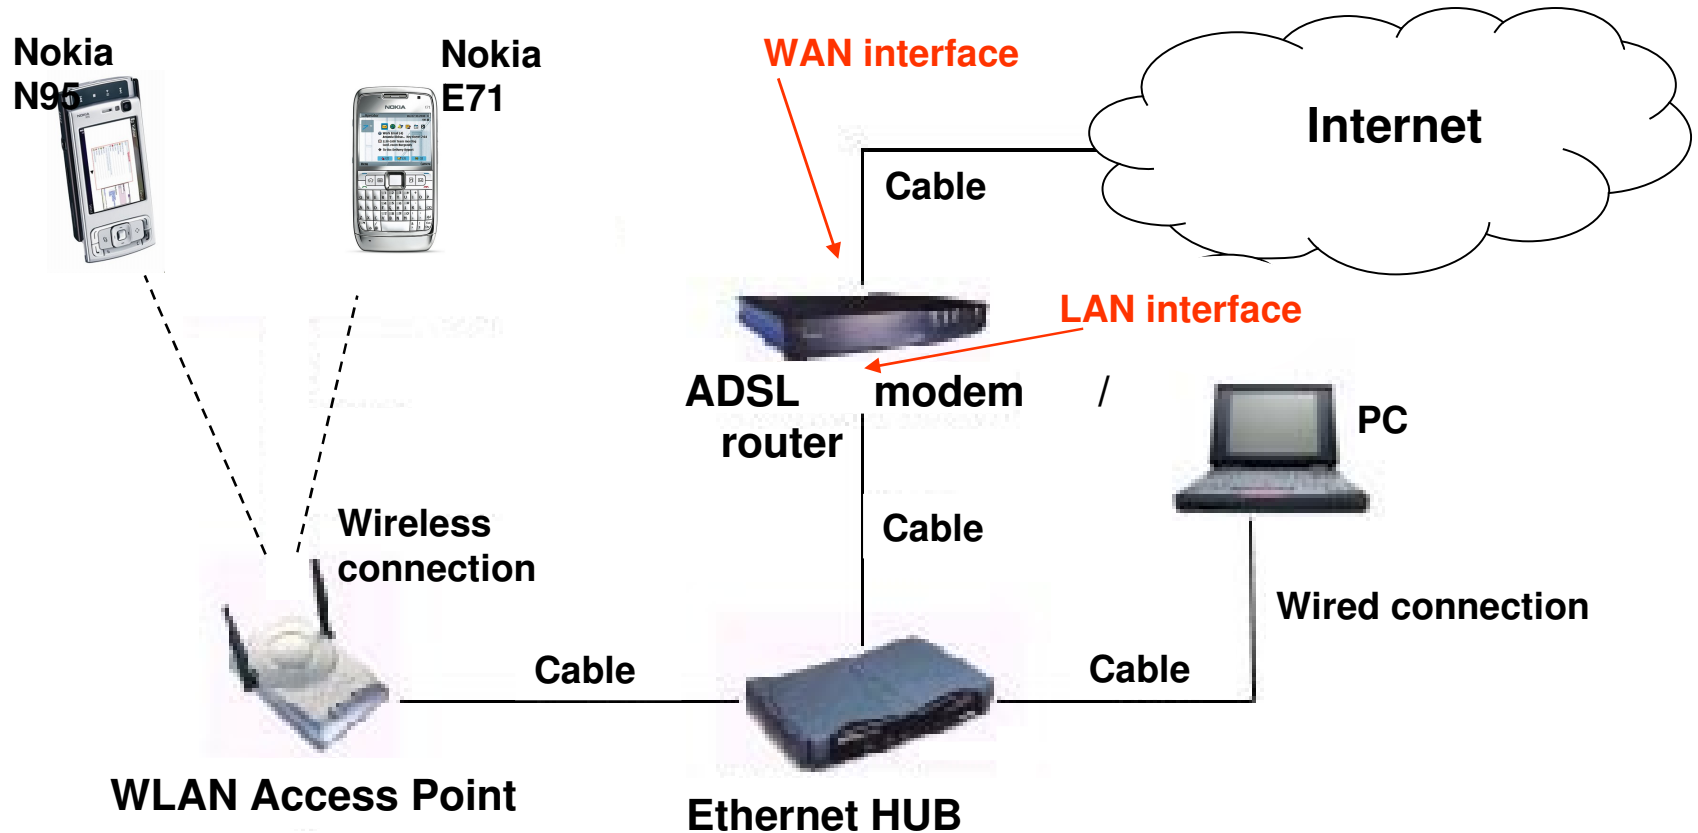 Nokia
N95
Nokia
E71
NOKIA
WAN interface
Internet
Cable
LAN interface
ADSL modem /
router
PC
Wireless
connection
Cable
Wired connection
Cable
Cable
WLAN Access Point
Ethernet HUB